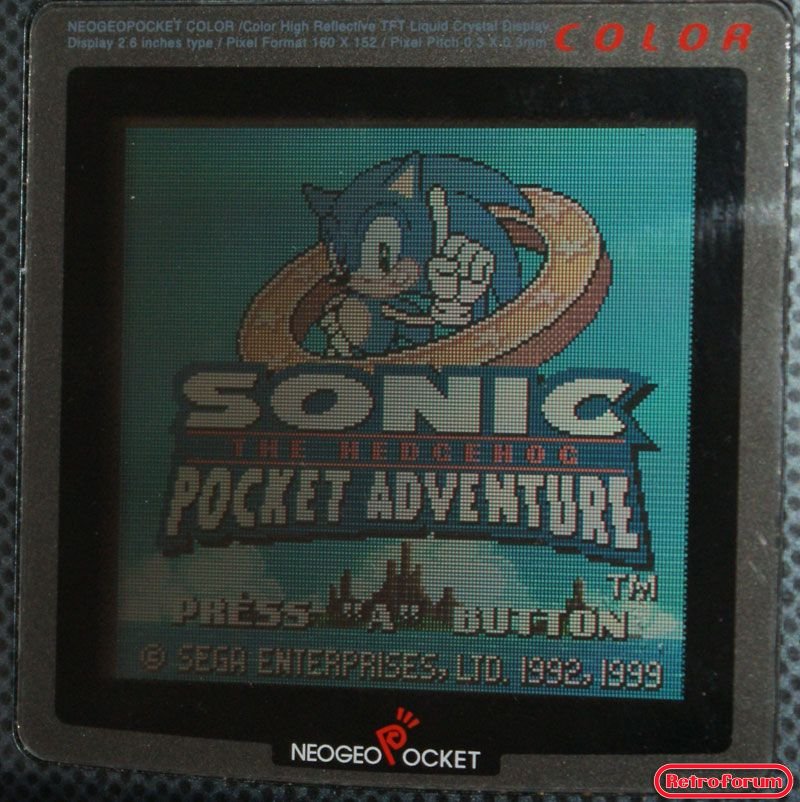 NEOGEOPOCKET COLOR /Color High Reflective TFT Liquid Crystal Display
Display 2.6 inches type / Pixel Format 160 X 152 / Pixel Pitch 0.3 X 0.3mm
COLOR
SONIC
THE HEDGEHOG
POCKET ADVENTURE
TM
PRESS "A" BUTTON
© SEGA ENTERPRISES, LTD. 1992, 1999
NEOGEO POCKET
Retro-Forum